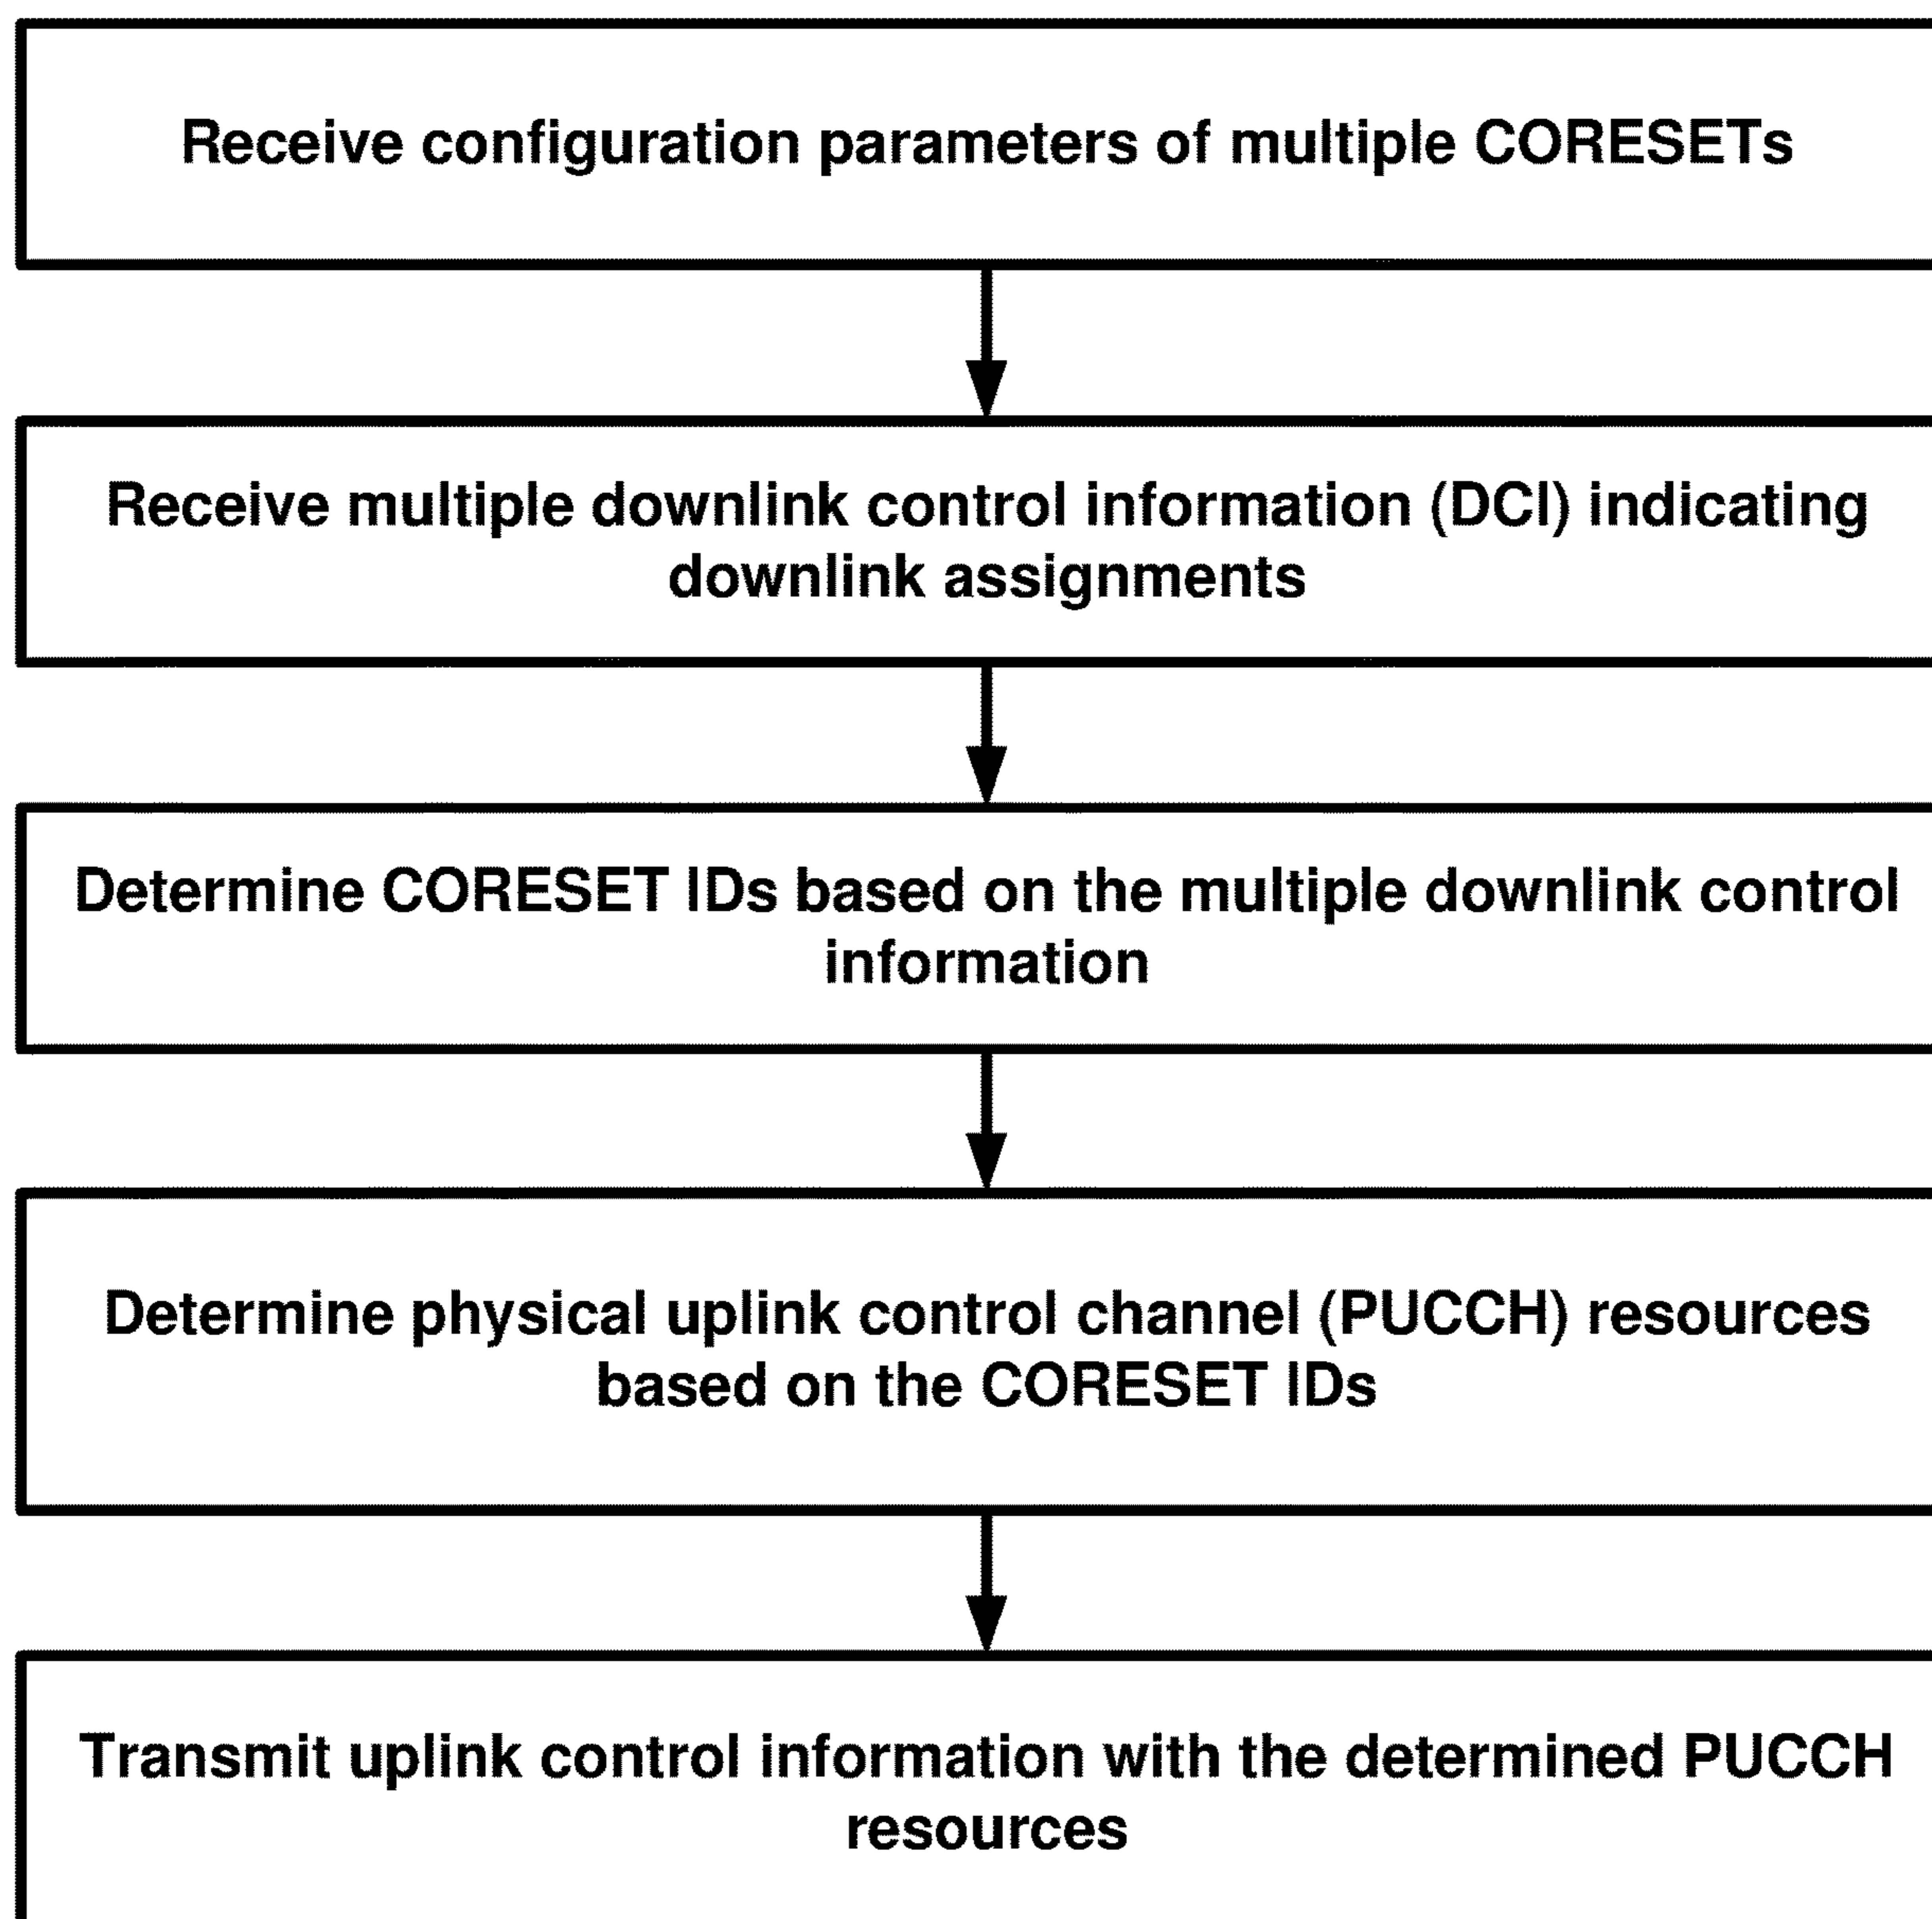 Receive configuration parameters of multiple CORESETs
Receive multiple downlink control information (DCI) indicating
downlink assignments
Determine CORESET IDs based on the multiple downlink control
information
Determine physical uplink control channel (PUCCH) resources
based on the CORESET IDs
Transmit uplink control information with the determined PUCCH
resources